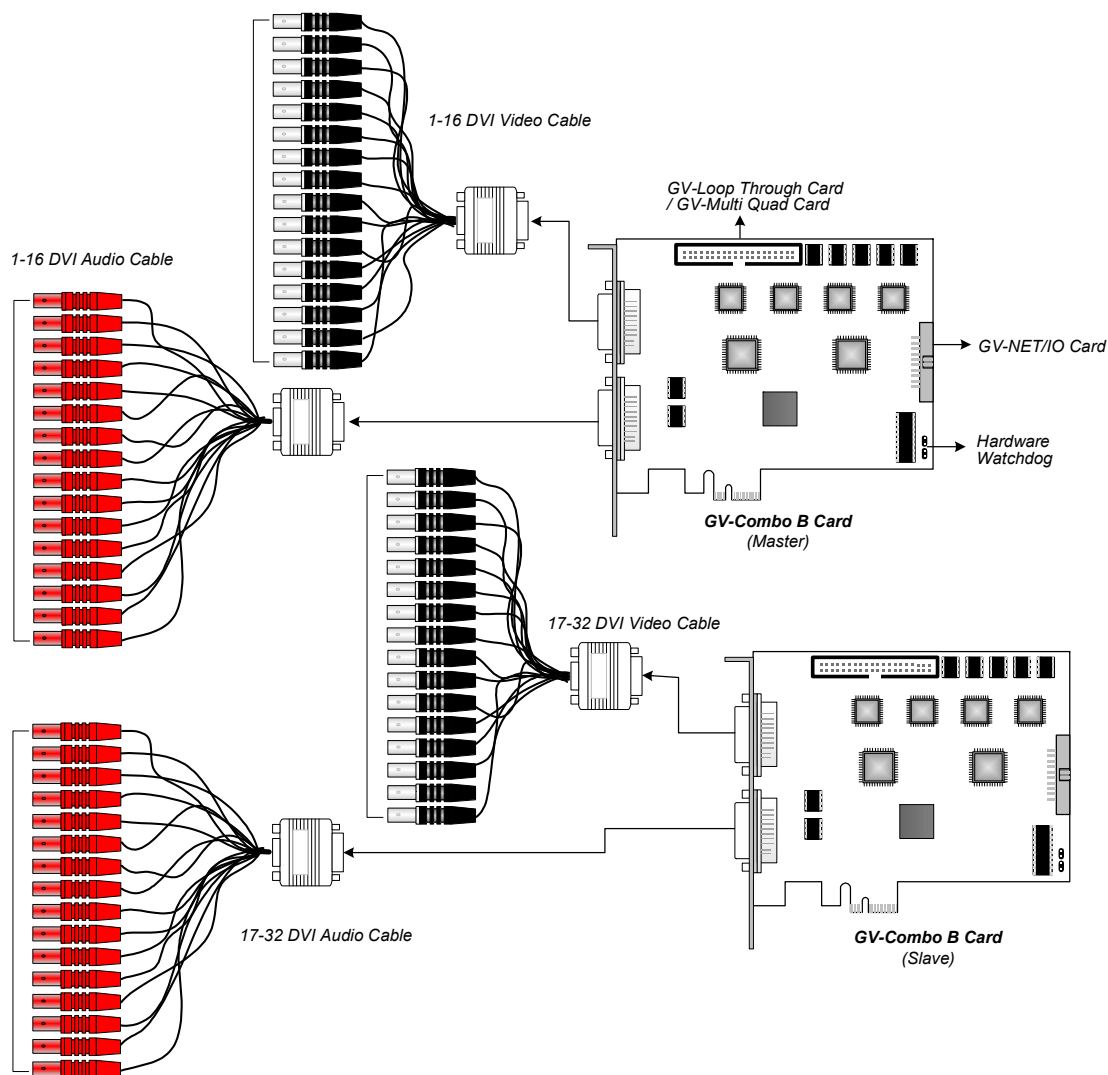 1-16 DVI Video Cable
GV-Loop Through Card
/ GV-Multi Quad Card
1-16 DVI Audio Cable
GV-NET/IO Card
Hardware
Watchdog
GV-Combo B Card
(Master)
17-32 DVI Video Cable
17-32 DVI Audio Cable
GV-Combo B Card
(Slave)